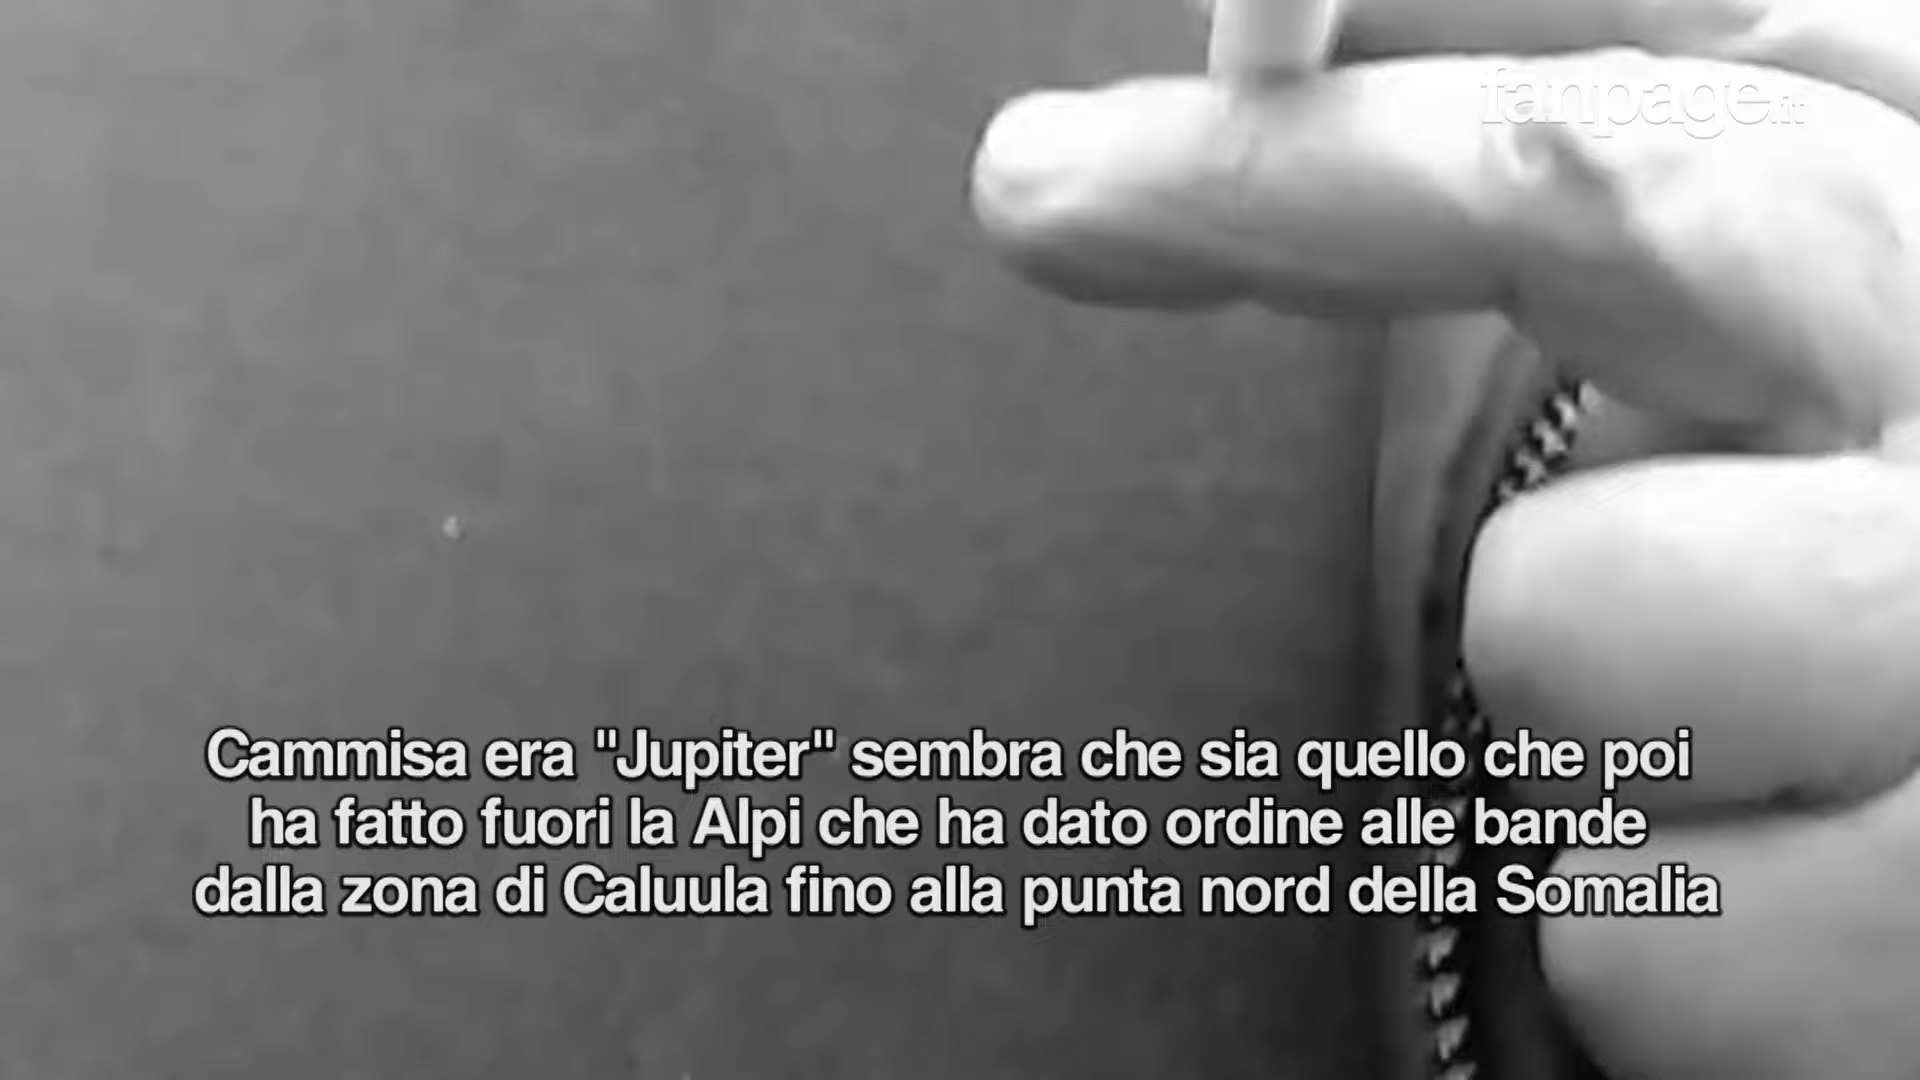 fanpage.it
Cammisa era "Jupiter" sembra che sia quello che poi
ha fatto fuori la Alpi che ha dato ordine alle bande
dalla zona di Caluula fino alla punta nord della Somalia